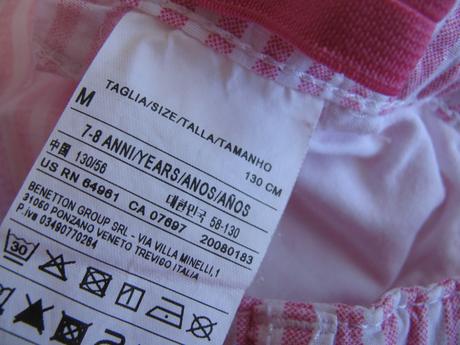 TAGLIA/SIZE/TALLA/TAMANHO
M 130 CM
7-8 ANNI/YEARS/ANOS/AÑOS
中国 130/56 대한민국 58-130
US RN 64981 CA 07697 20080183
BENETTON GROUP SRL - VIA VILLA MINELLI, 1
31050 PONZANO VENETO TREVISO ITALIA
P.IVA 03490770264
30